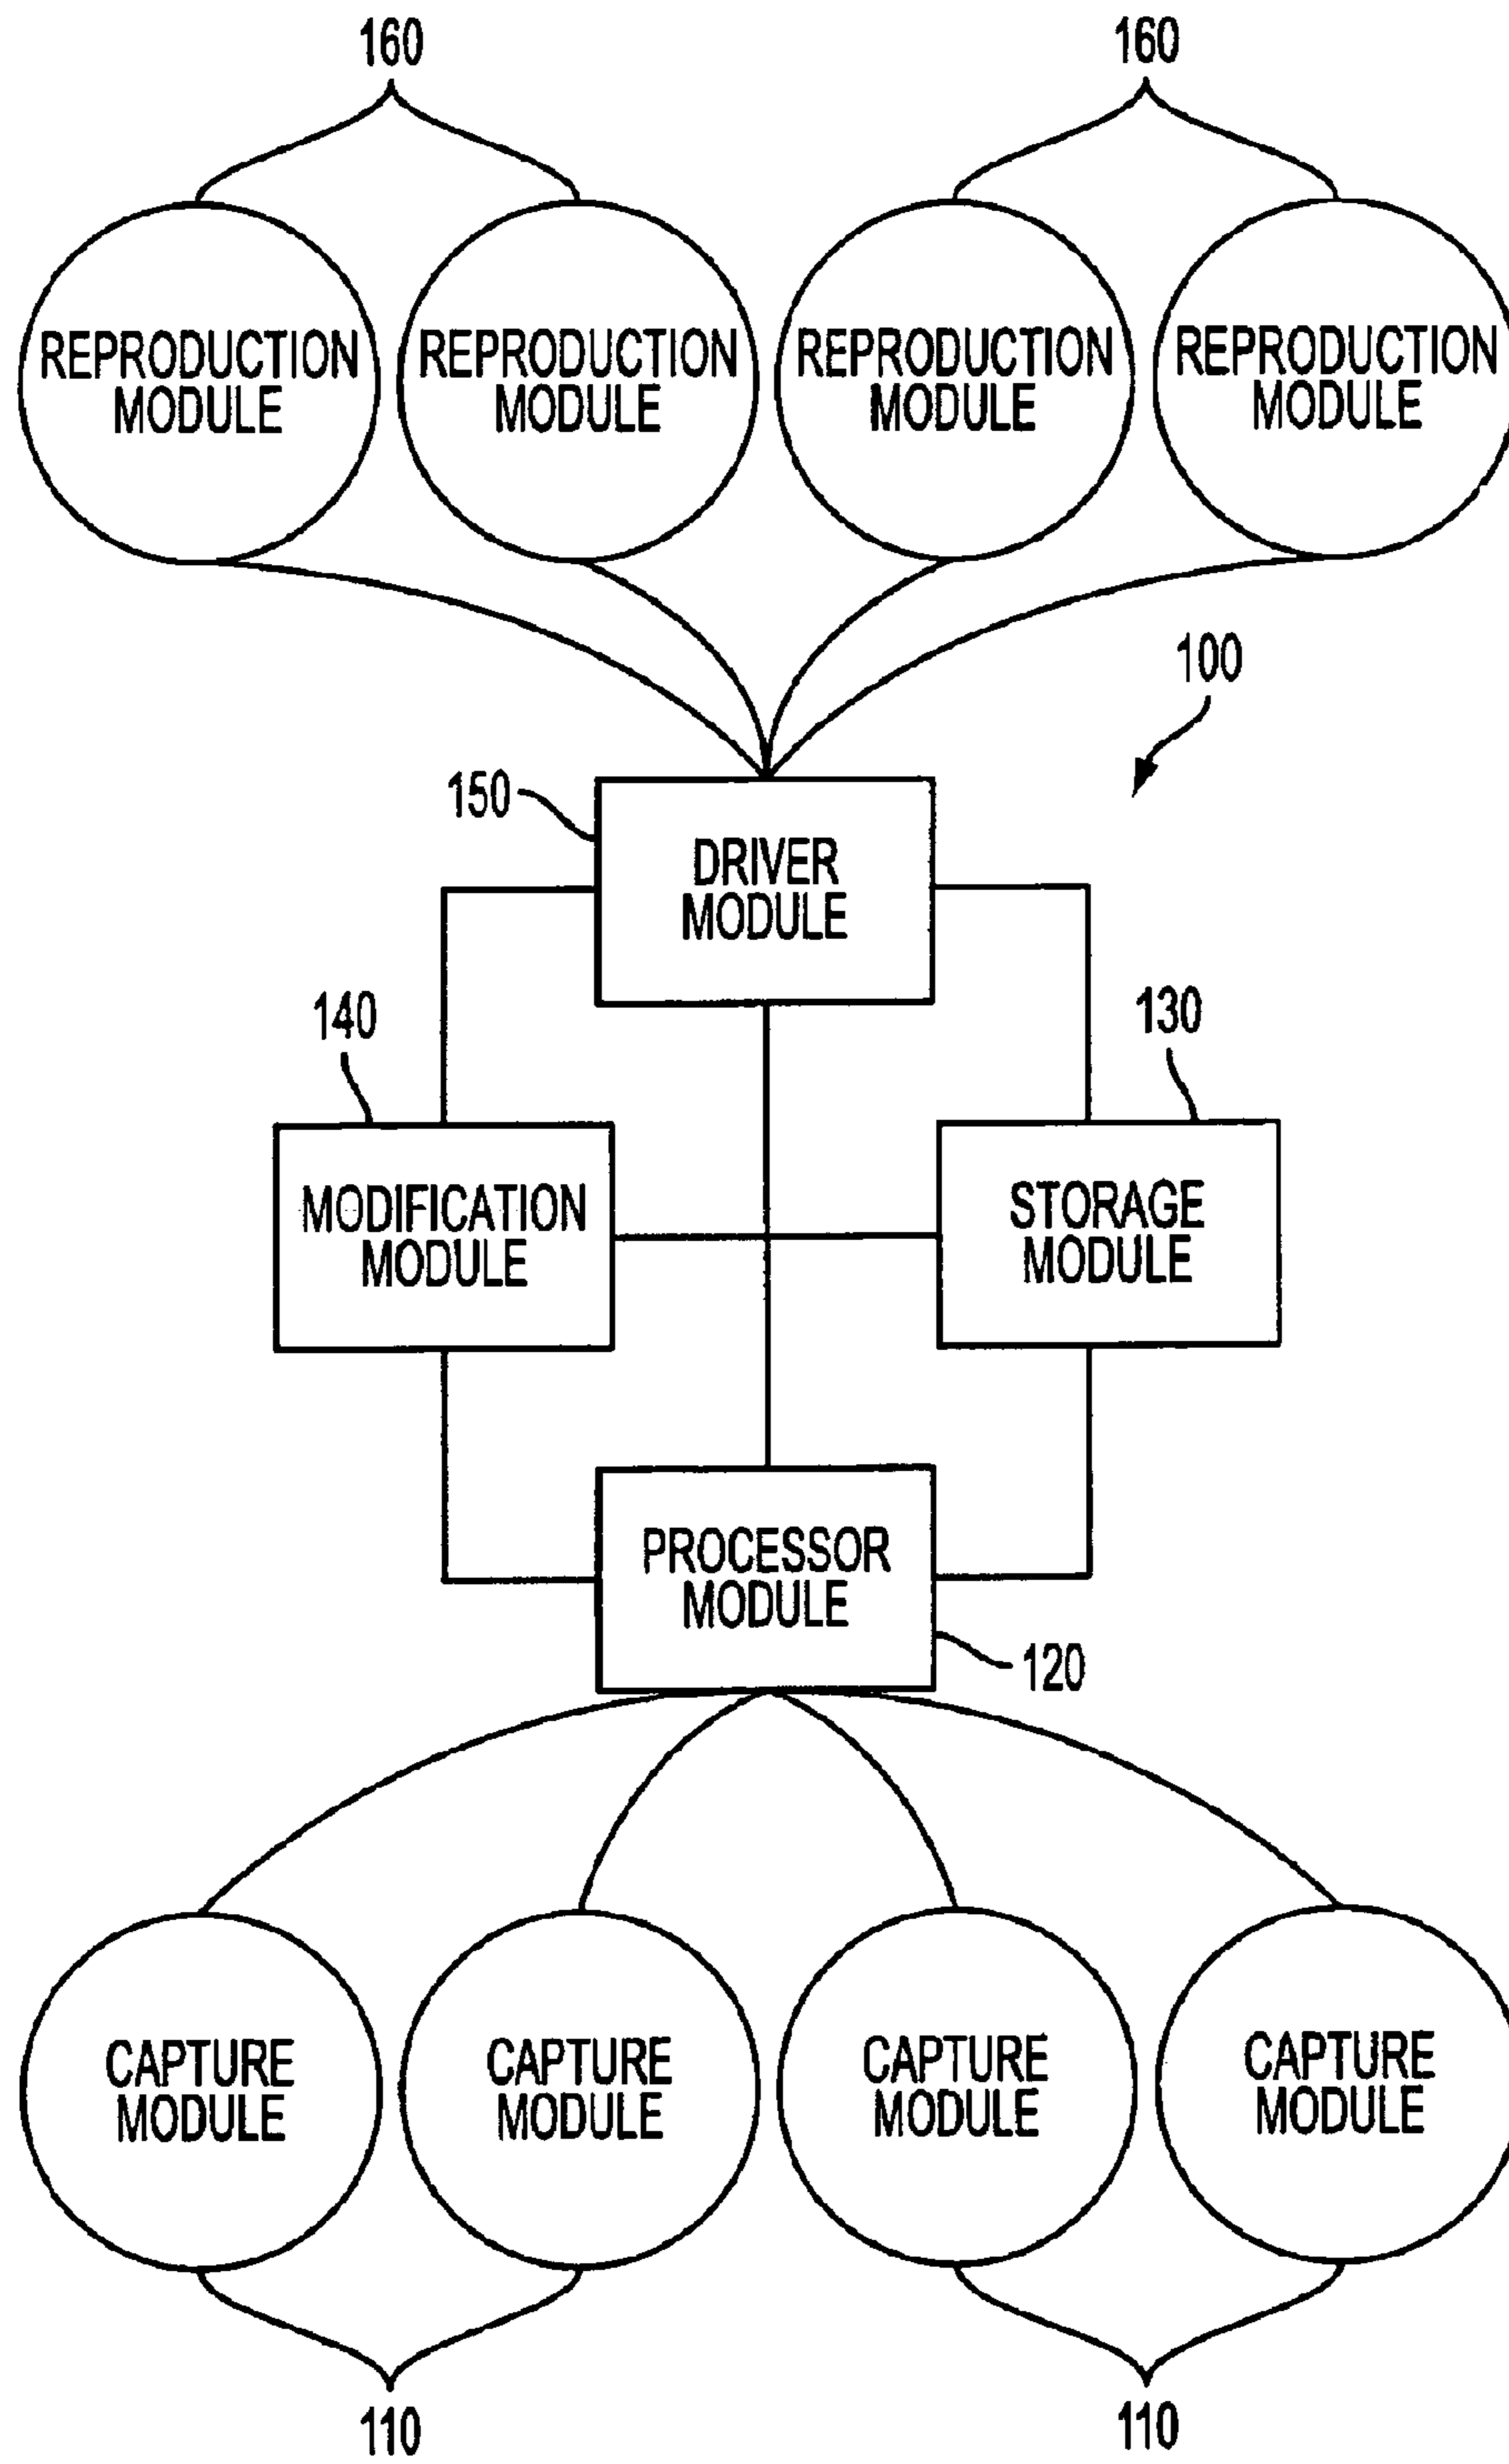 160
160
REPRODUCTION
MODULE
REPRODUCTION
MODULE
REPRODUCTION
MODULE
REPRODUCTION
MODULE
100
150
DRIVER
MODULE
140
130
MODIFICATION
MODULE
STORAGE
MODULE
PROCESSOR
MODULE
120
CAPTURE
MODULE
CAPTURE
MODULE
CAPTURE
MODULE
CAPTURE
MODULE
110
110